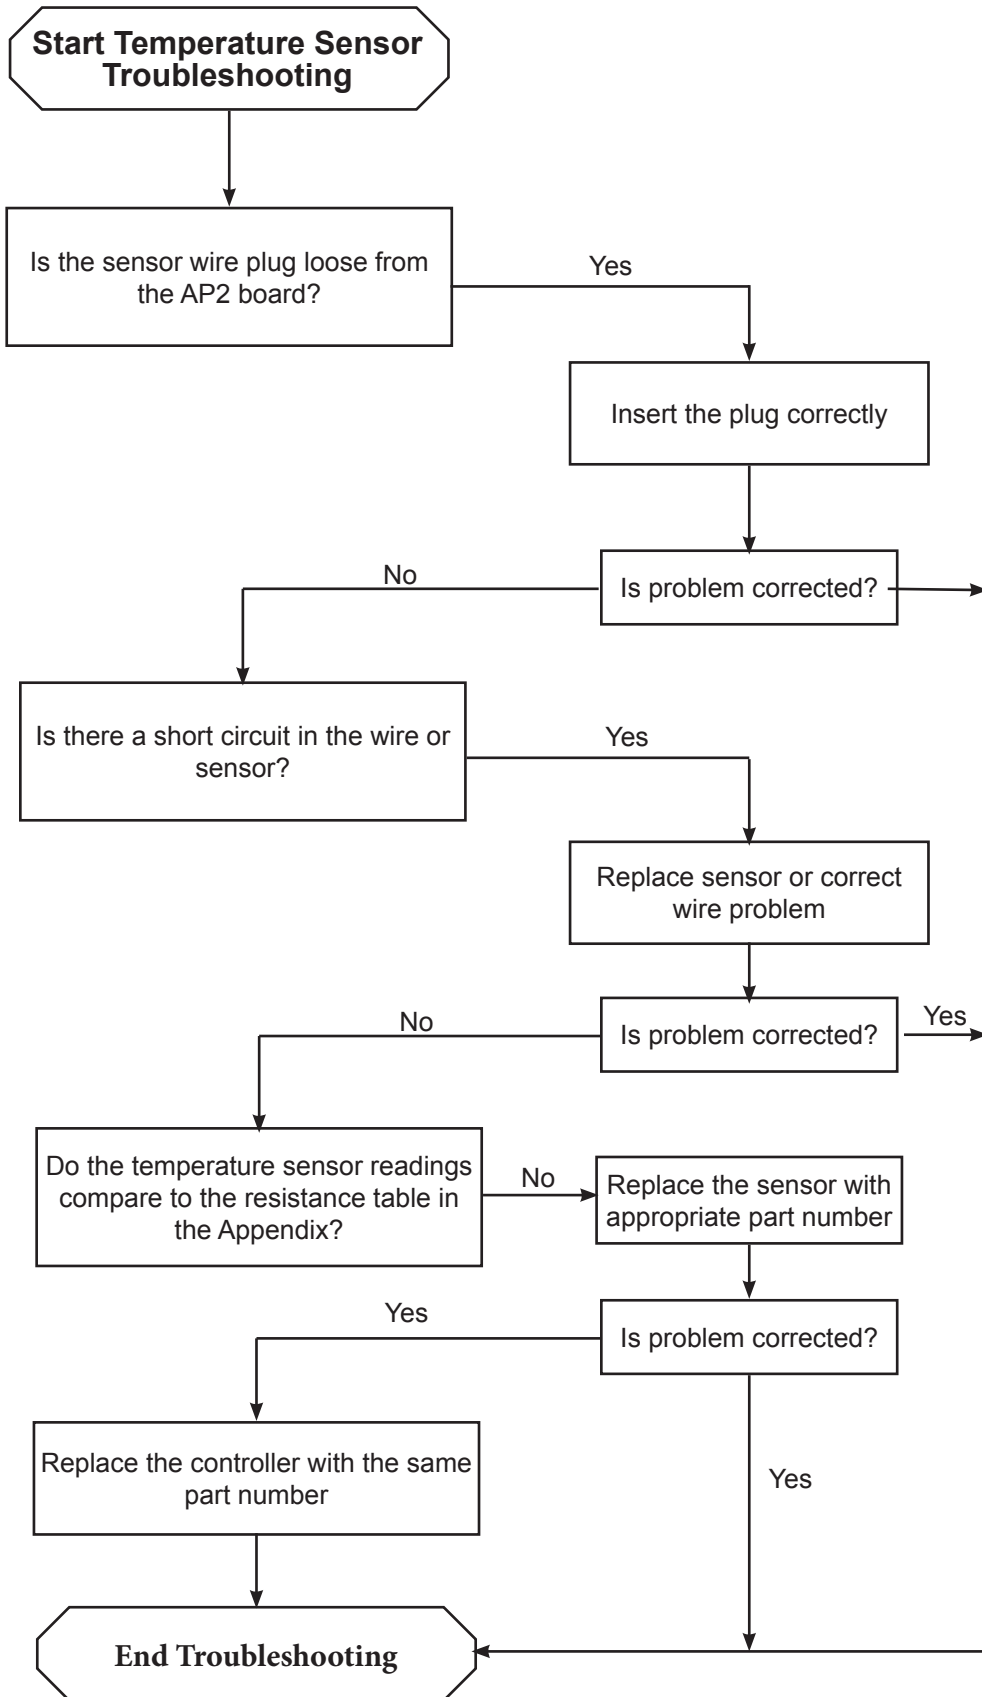 Start Temperature Sensor
Troubleshooting
Is the sensor wire plug loose from
the AP2 board?
Yes
Insert the plug correctly
Is problem corrected?
No
Is there a short circuit in the wire or
sensor?
Yes
Replace sensor or correct
wire problem
Is problem corrected?
Yes
No
Do the temperature sensor readings
compare to the resistance table in
the Appendix?
No
Replace the sensor with
appropriate part number
Is problem corrected?
Yes
Replace the controller with the same
part number
Yes
End Troubleshooting